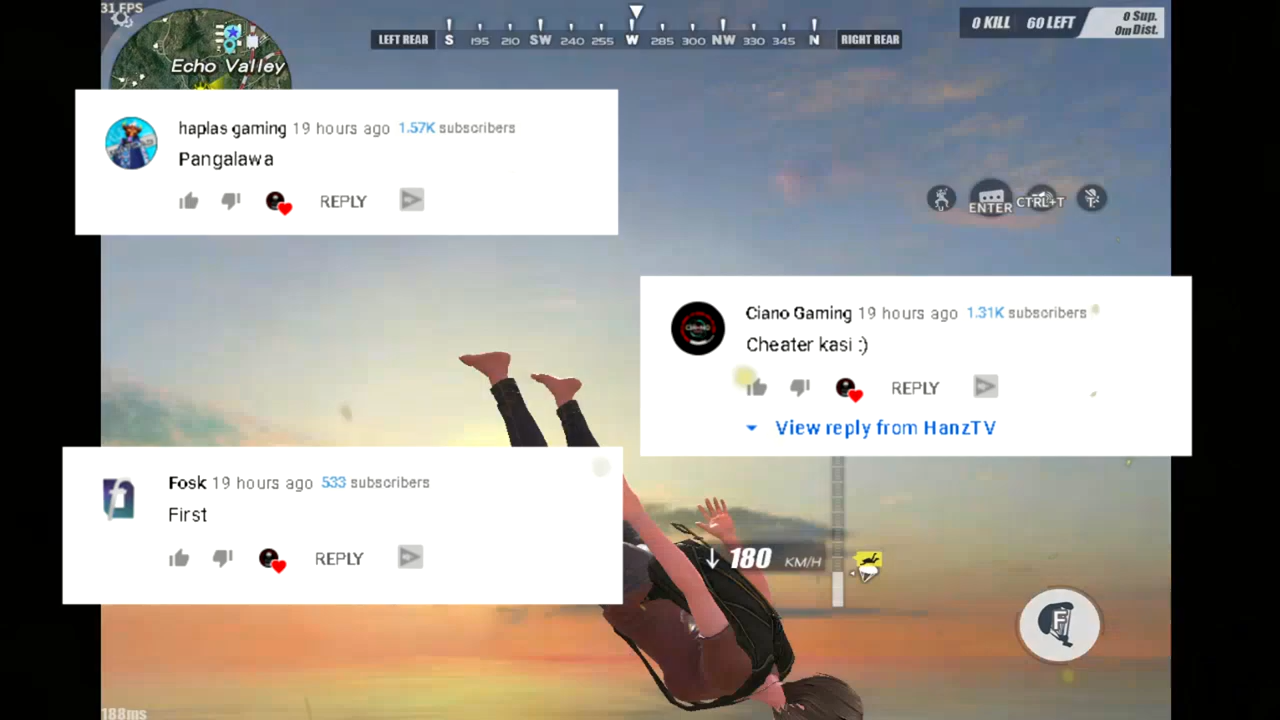 31 FPS
LEFT REAR S 195 210 SW 240 255 W 285 300 NW 330 345 N RIGHT REAR
0 KILL 60 LEFT
0 Sup.
0m Dist.
Echo Valley
haplas gaming 19 hours ago 1.57K subscribers
Pangalawa
REPLY
ENTER CTRL+T
Ciano Gaming 19 hours ago 1.31K subscribers
Cheater kasi :)
REPLY
View reply from HanzTV
Fosk 19 hours ago 533 subscribers
First
REPLY
180 KM/H
F
188ms